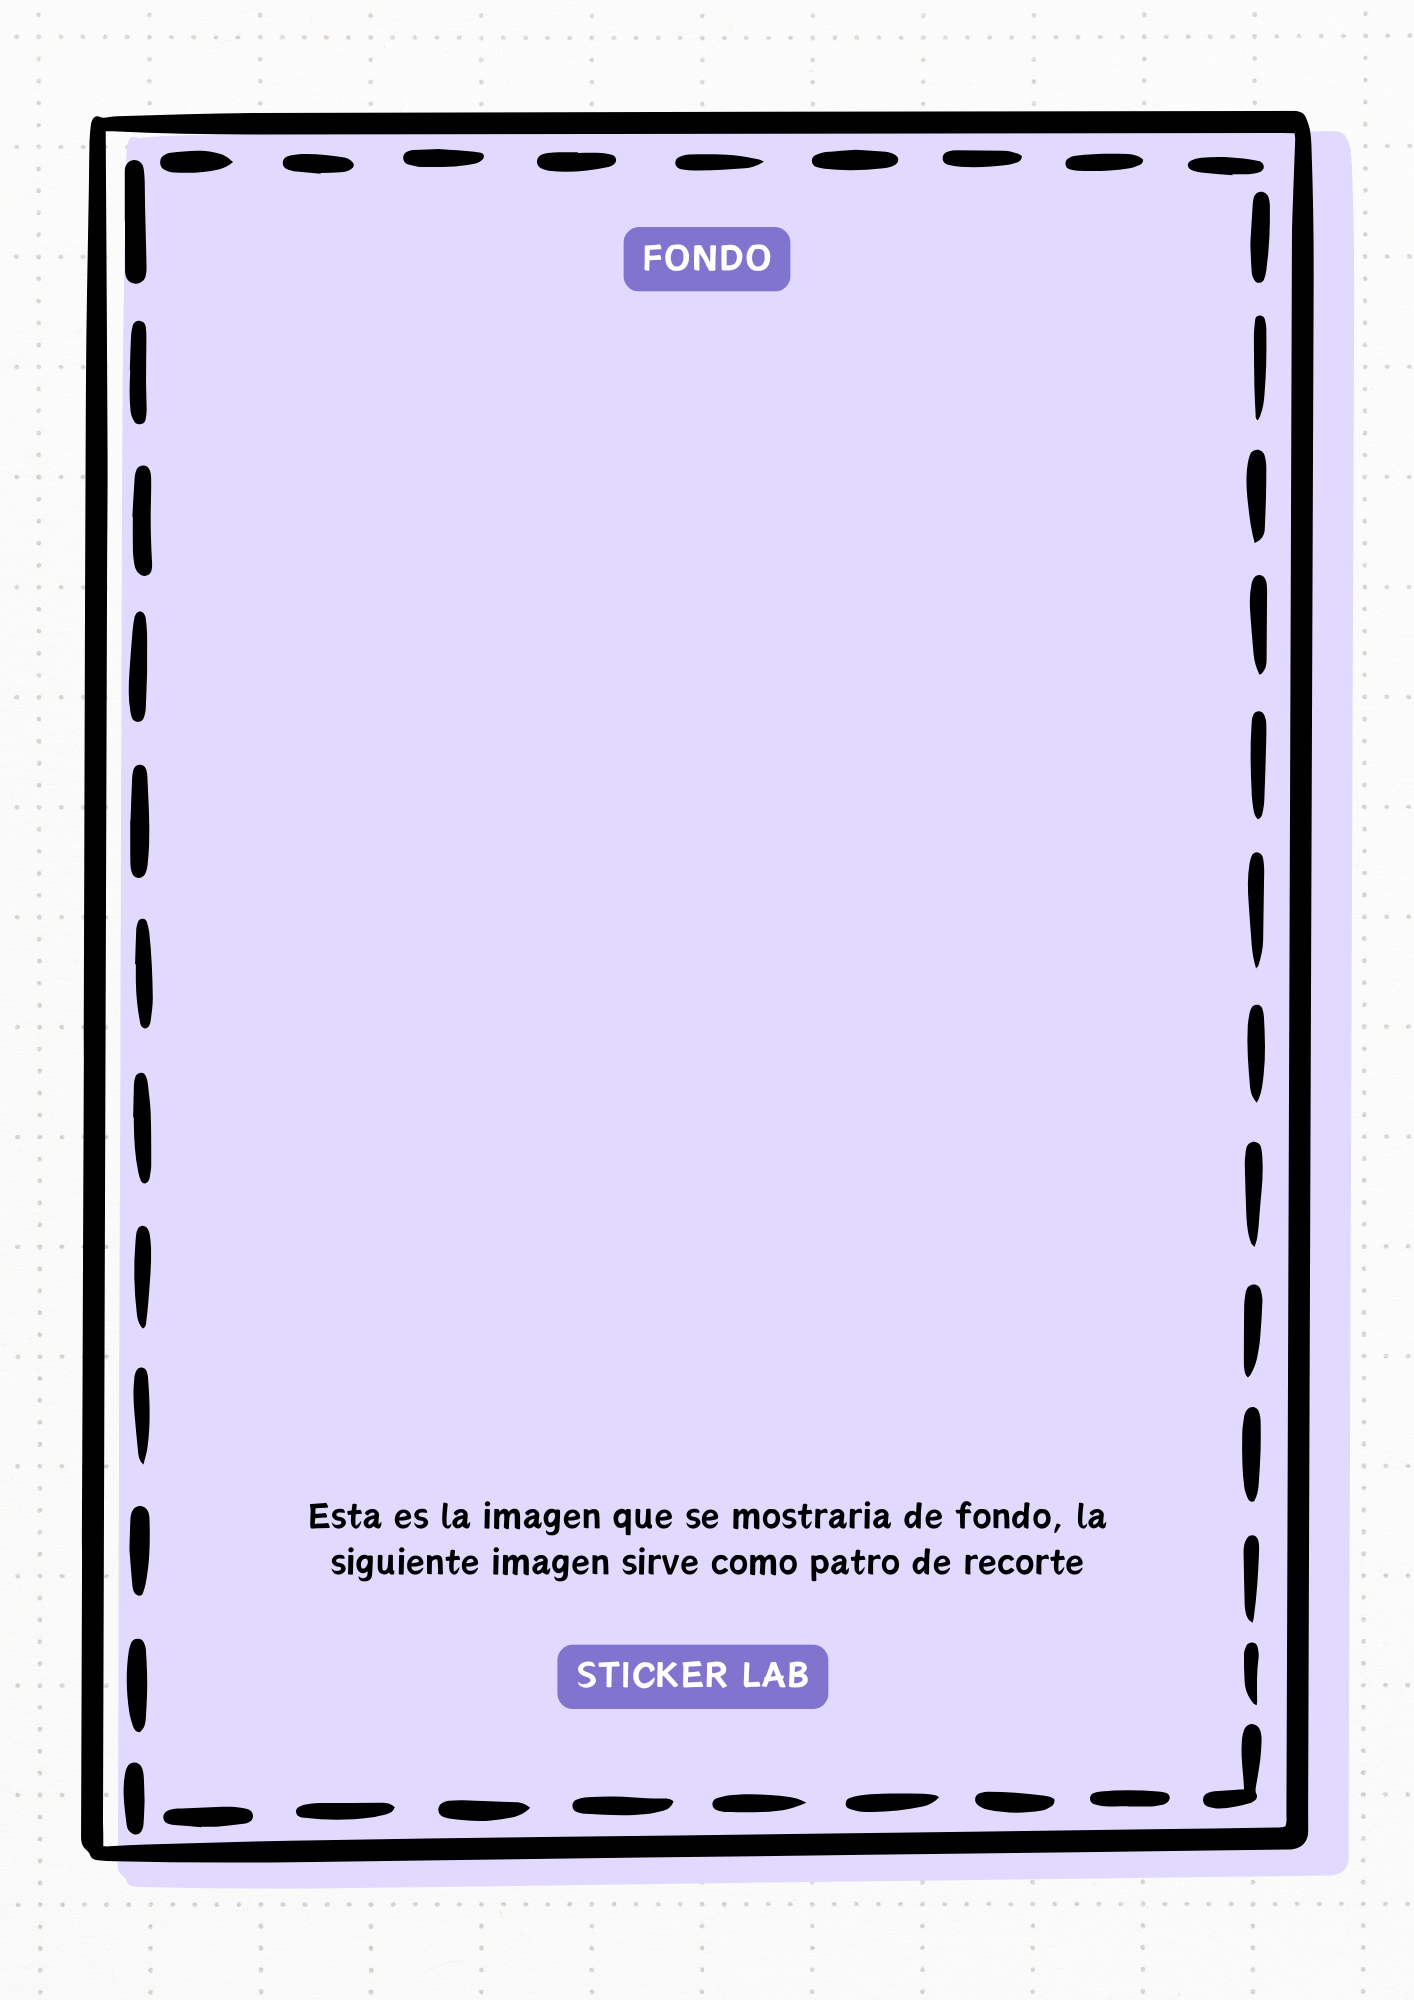 FONDO
Esta es la imagen que se mostraria de fondo, la
siguiente imagen sirve como patro de recorte
STICKER LAB